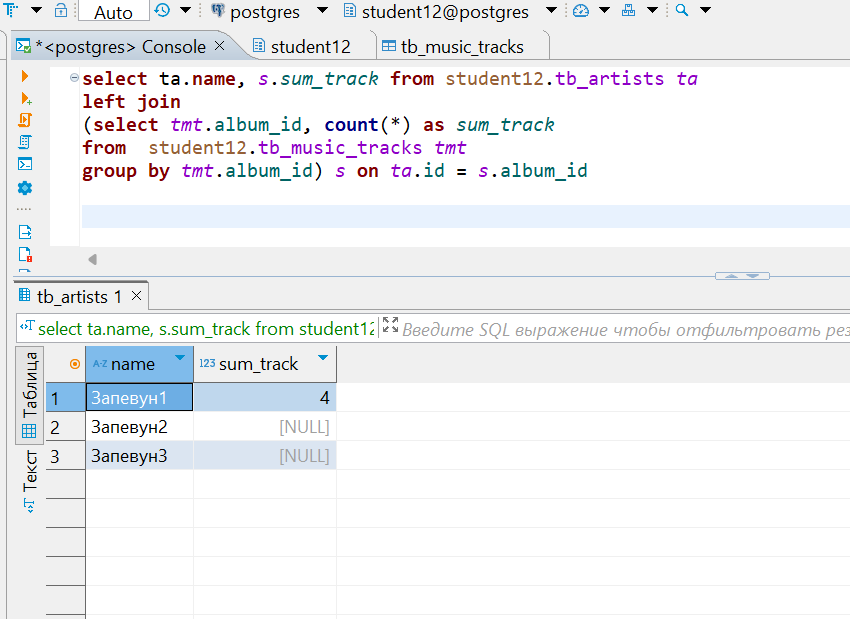 Auto postgres student12@postgres
*<postgres> Console student12 tb_music_tracks
select ta.name, s.sum_track from student12.tb_artists ta
left join
(select tmt.album_id, count(*) as sum_track
from  student12.tb_music_tracks tmt
group by tmt.album_id) s on ta.id = s.album_id
tb_artists 1
select ta.name, s.sum_track from student12 Введите SQL выражение чтобы отфильтровать рез
Таблица
Текст
A-Z name 123 sum_track
1 Запевун1 4
2 Запевун2 [NULL]
3 Запевун3 [NULL]